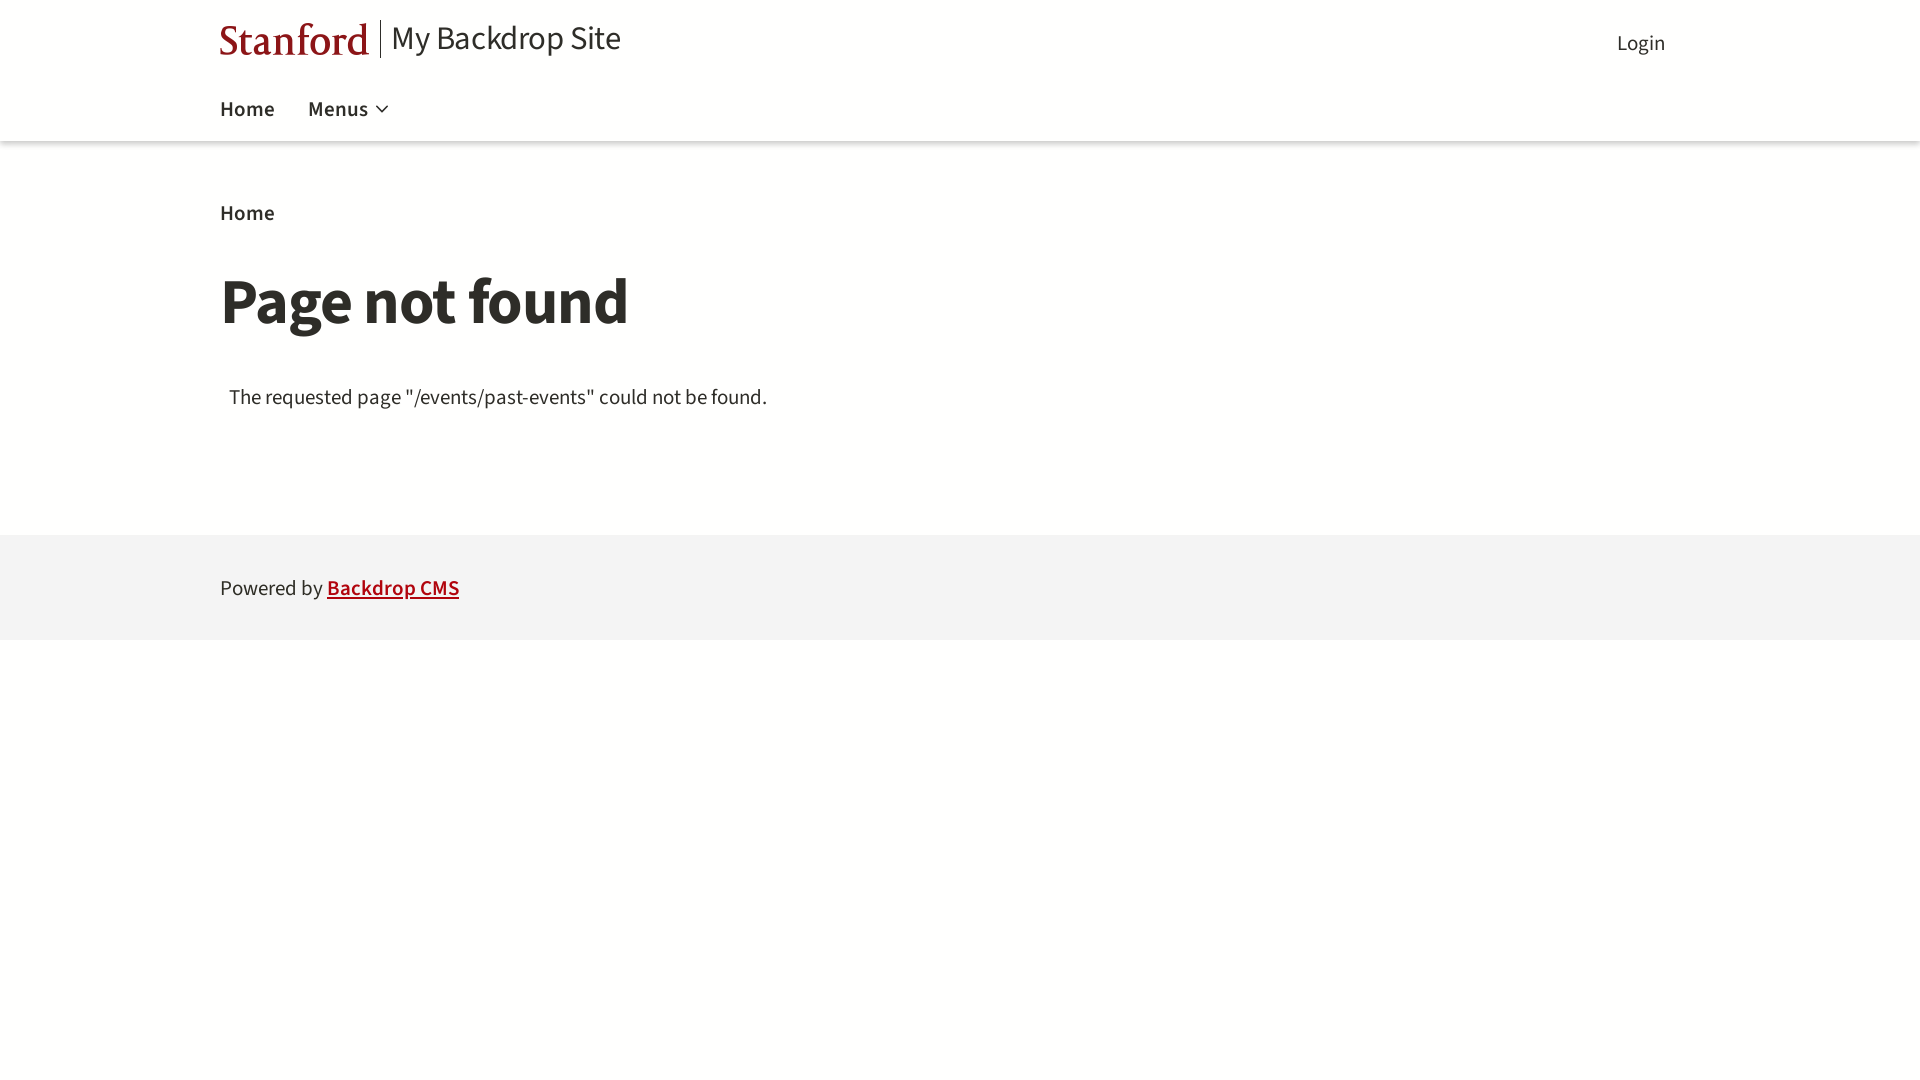 Stanford My Backdrop Site
Login
Home Menus
Home
Page not found
The requested page "/events/past-events" could not be found.
Powered by Backdrop CMS